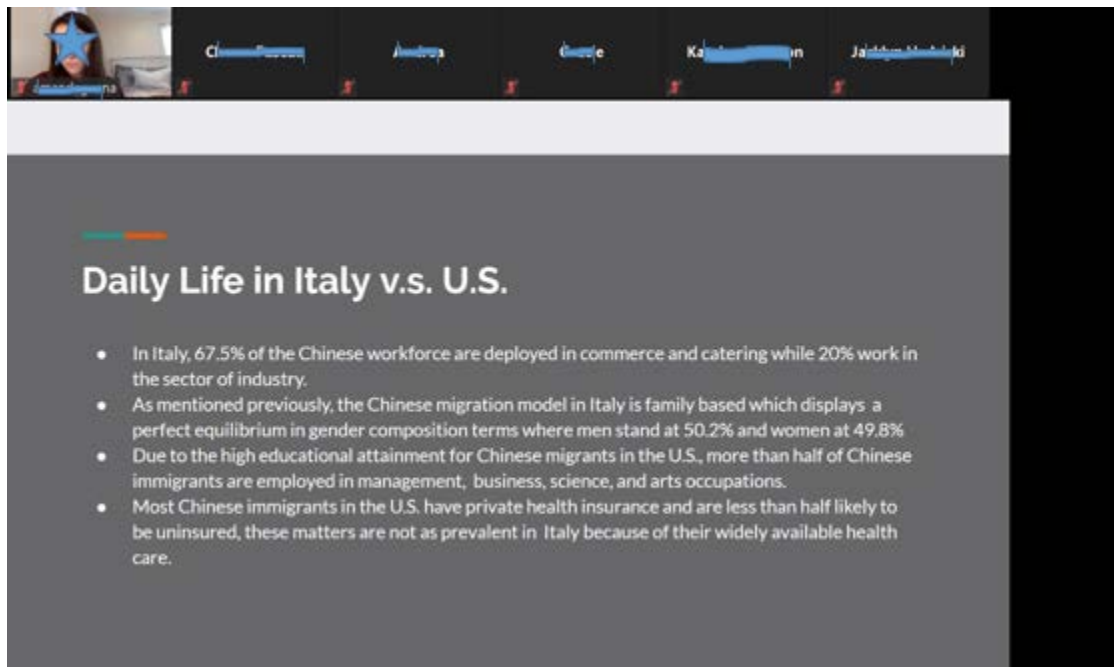 Daily Life in Italy v.s. U.S.
In Italy, 67.5% of the Chinese workforce are deployed in commerce and catering while 20% work in
the sector of industry.
As mentioned previously, the Chinese migration model in Italy is family based which displays a
perfect equilibrium in gender composition terms where men stand at 50.2% and women at 49.8%
Due to the high educational attainment for Chinese migrants in the U.S., more than half of Chinese
immigrants are employed in management, business, science, and arts occupations.
Most Chinese immigrants in the U.S. have private health insurance and are less than half likely to
be uninsured, these matters are not as prevalent in Italy because of their widely available health
care.